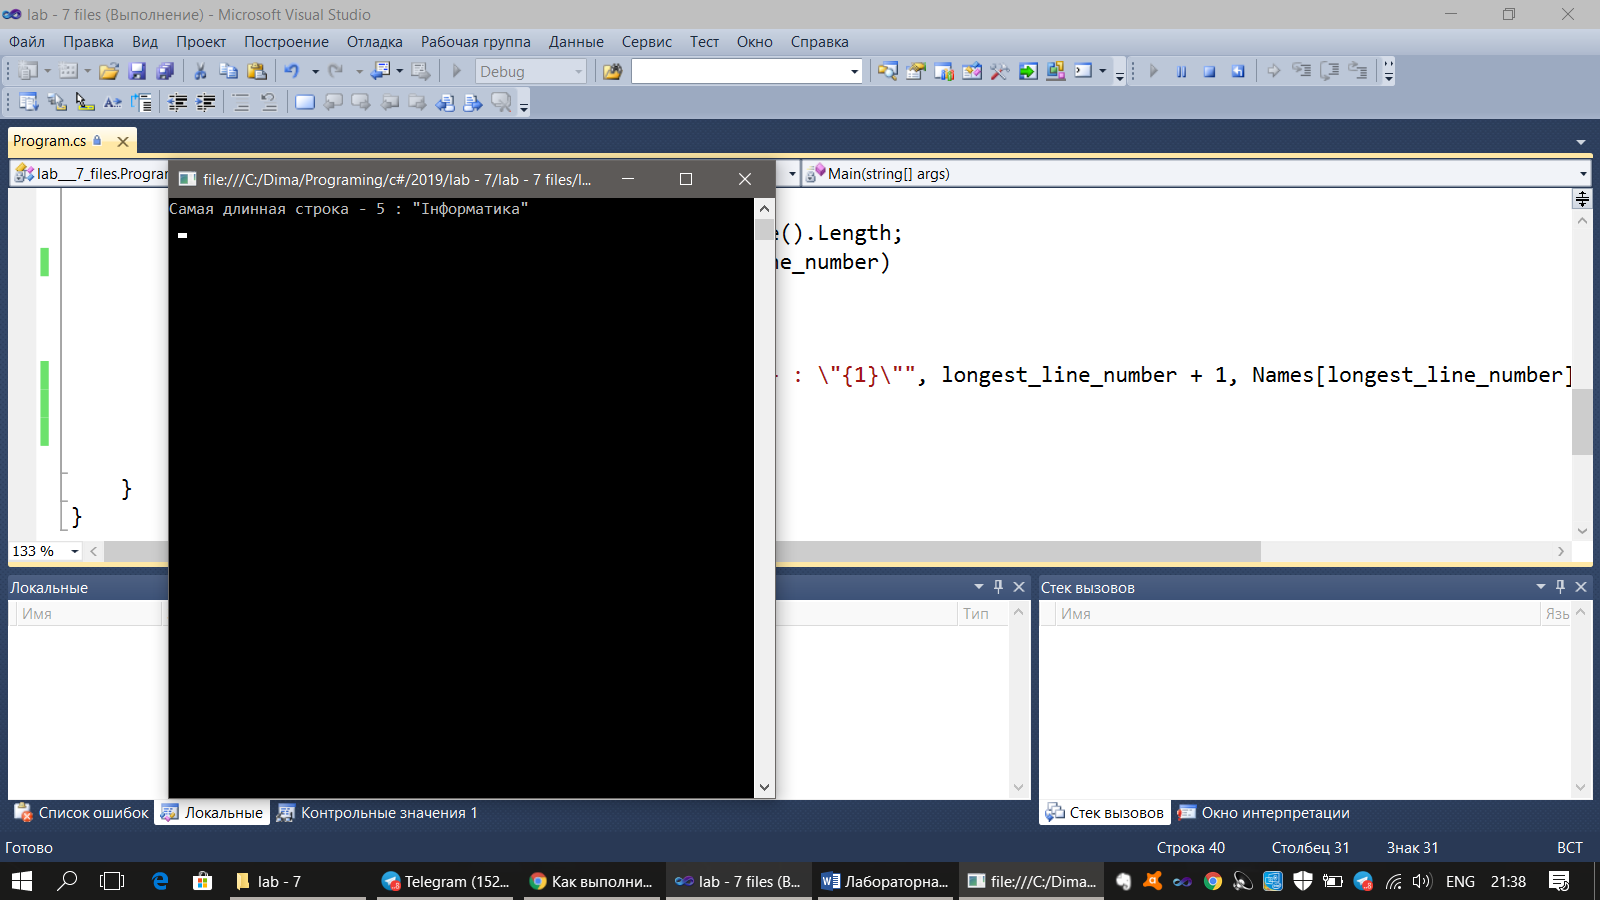 lab - 7 files (Выполнение) - Microsoft Visual Studio
Файл Правка Вид Проект Построение Отладка Рабочая группа Данные Сервис Тест Окно Справка
Debug
Program.cs
lab___7_files.Program
Main(string[] args)
file:///C:/Dima/Programing/c#/2019/lab - 7/lab - 7 files/l...
Самая длинная строка - 5 : "Інформатика"
e().Length;
ne_number)
} : \"{1}\"", longest_line_number + 1, Names[longest_line_number]
}
}
133 %
Локальные
Имя Тип
Стек вызовов
Имя Язь
Список ошибок Локальные Контрольные значения 1
Стек вызовов Окно интерпретации
Готово Строка 40 Столбец 31 Знак 31 ВСТ
lab - 7 Telegram (152... Как выполни... lab - 7 files (В... Лабораторна... file:///C:/Dima... ENG 21:38